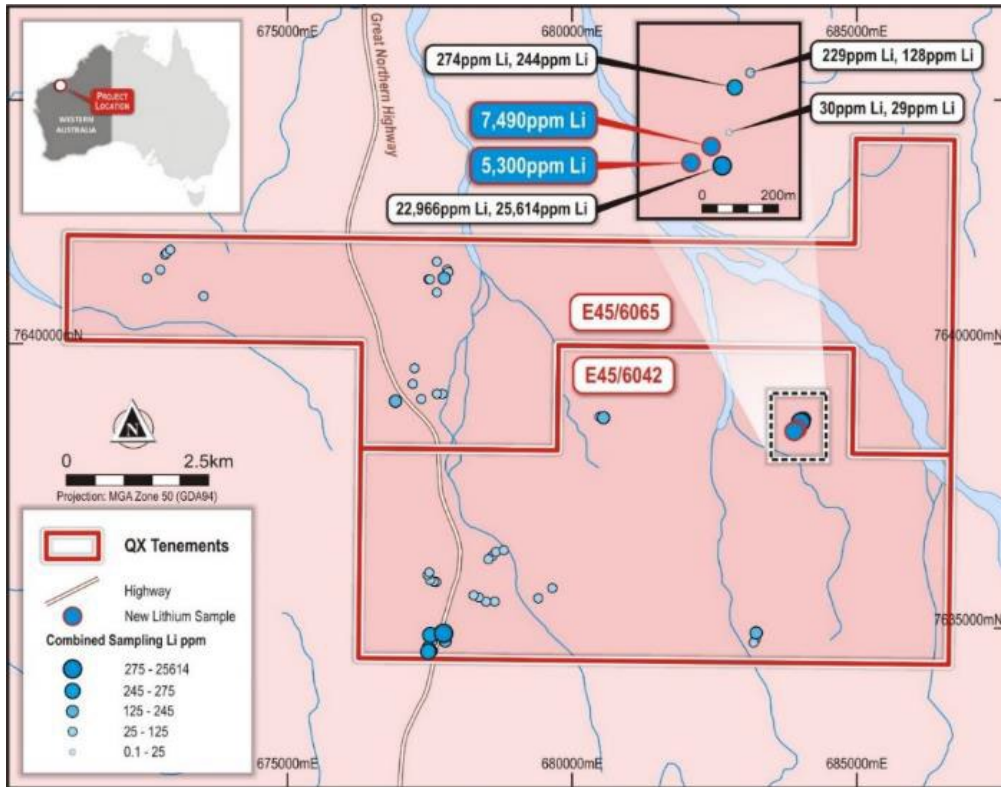 675000mE
680000mE
685000mE
PROJECT
LOCATION
WESTERN
AUSTRALIA
Great Northern Highway
274ppm Li, 244ppm Li
229ppm Li, 128ppm Li
7,490ppm Li
30ppm Li, 29ppm Li
5,300ppm Li
22,966ppm Li, 25,614ppm Li
0 200m
7640000mN
E45/6065
7640000mN
E45/6042
N
0 2.5km
Projection: MGA Zone 50 (GDA94)
QX Tenements
Highway
New Lithium Sample
Combined Sampling Li ppm
275 - 25614
245 - 275
125 - 245
25 - 125
0.1 - 25
7635000mN
675000mE
680000mE
685000mE